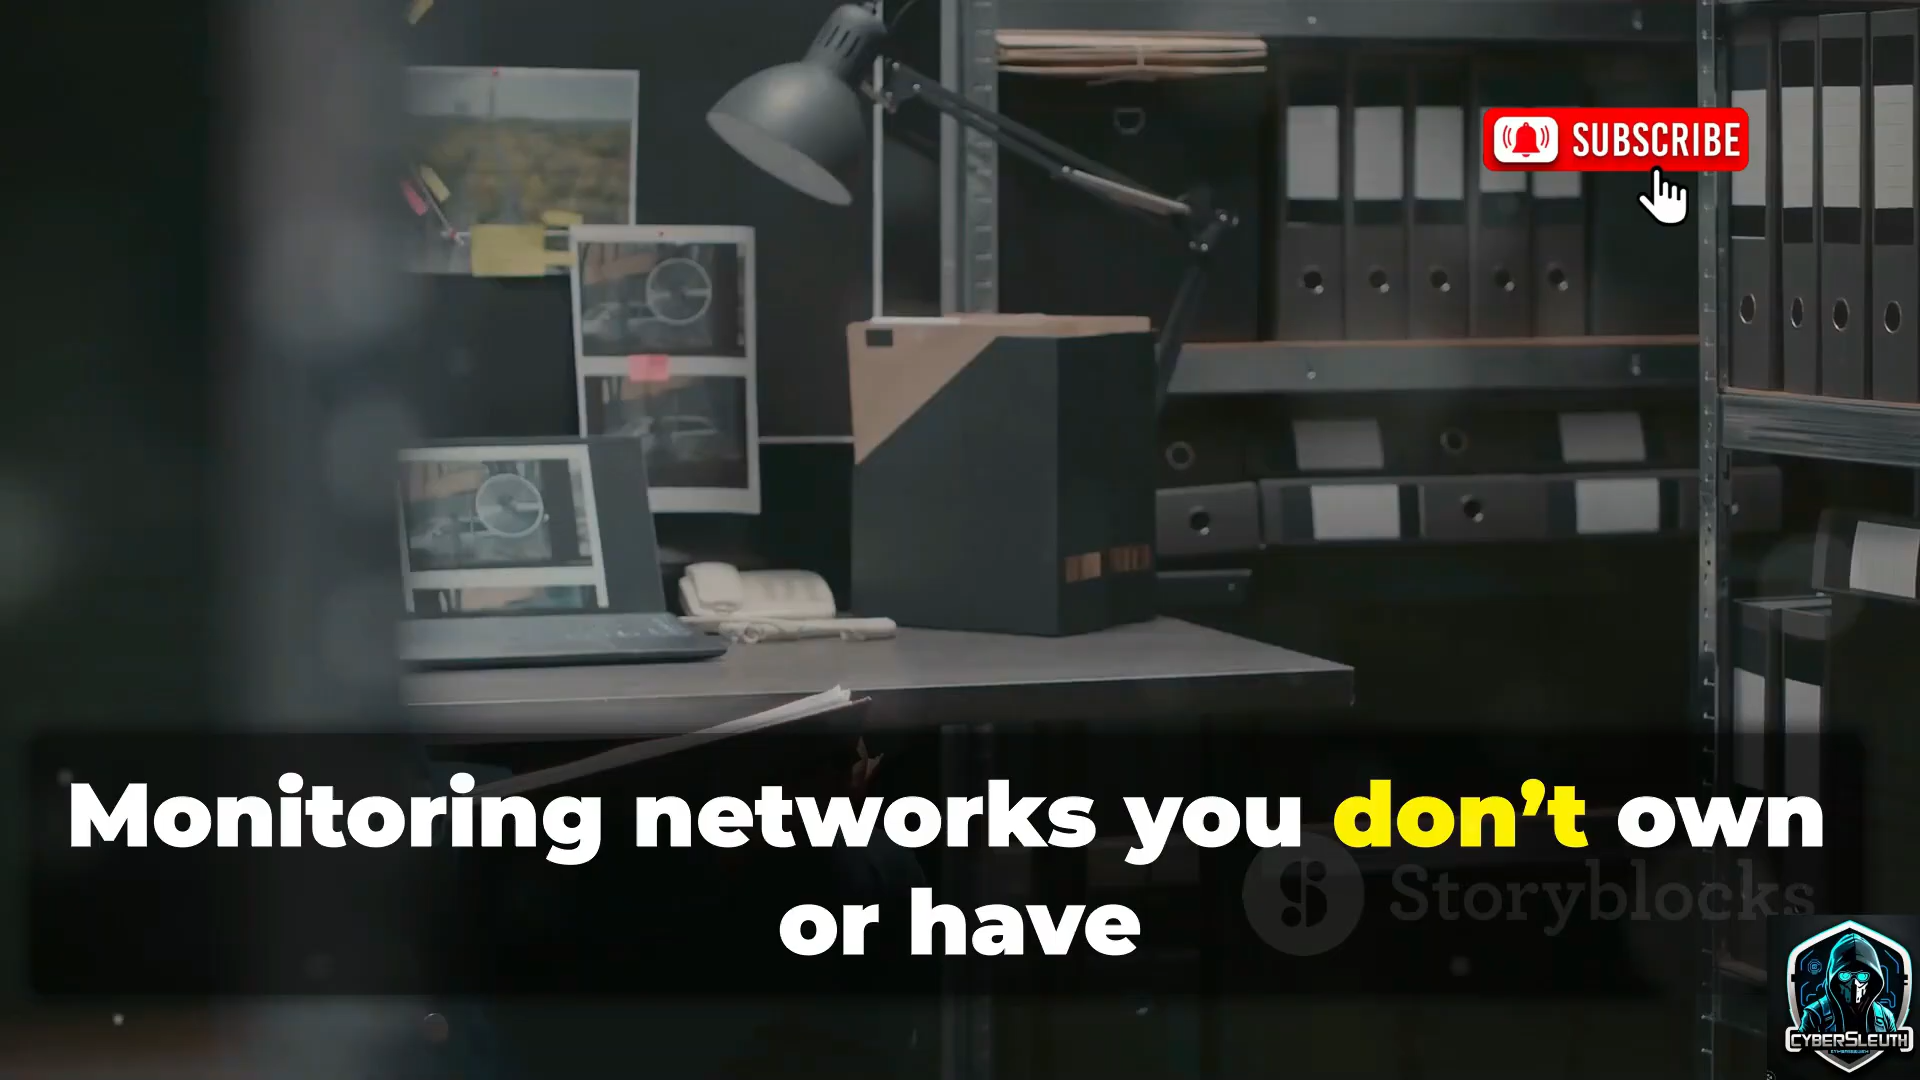 SUBSCRIBE
Monitoring networks you don’t own
or have
Storyblocks
CYBERSLEUTH